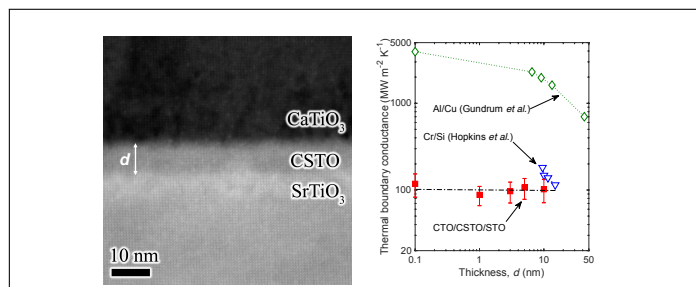 CaTiO₃
d
CSTO
SrTiO₃
10 nm
Thermal boundary conductance (MW m⁻² K⁻¹)
5000
1000
100
20
Al/Cu (Gundrum et al.)
Cr/Si (Hopkins et al.)
CTO/CSTO/STO
0.1 1 10 50
Thickness, d (nm)